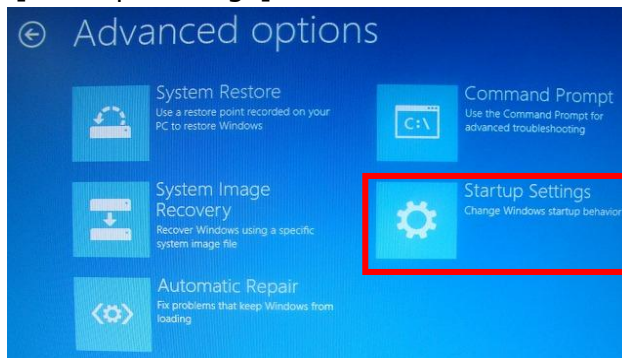 Advanced options
System Restore
Use a restore point recorded on your
PC to restore Windows
Command Prompt
Use the Command Prompt for
advanced troubleshooting
C:\
System Image
Recovery
Recover Windows using a specific
system image file
Startup Settings
Change Windows startup behavior
Automatic Repair
Fix problems that keep Windows from
loading